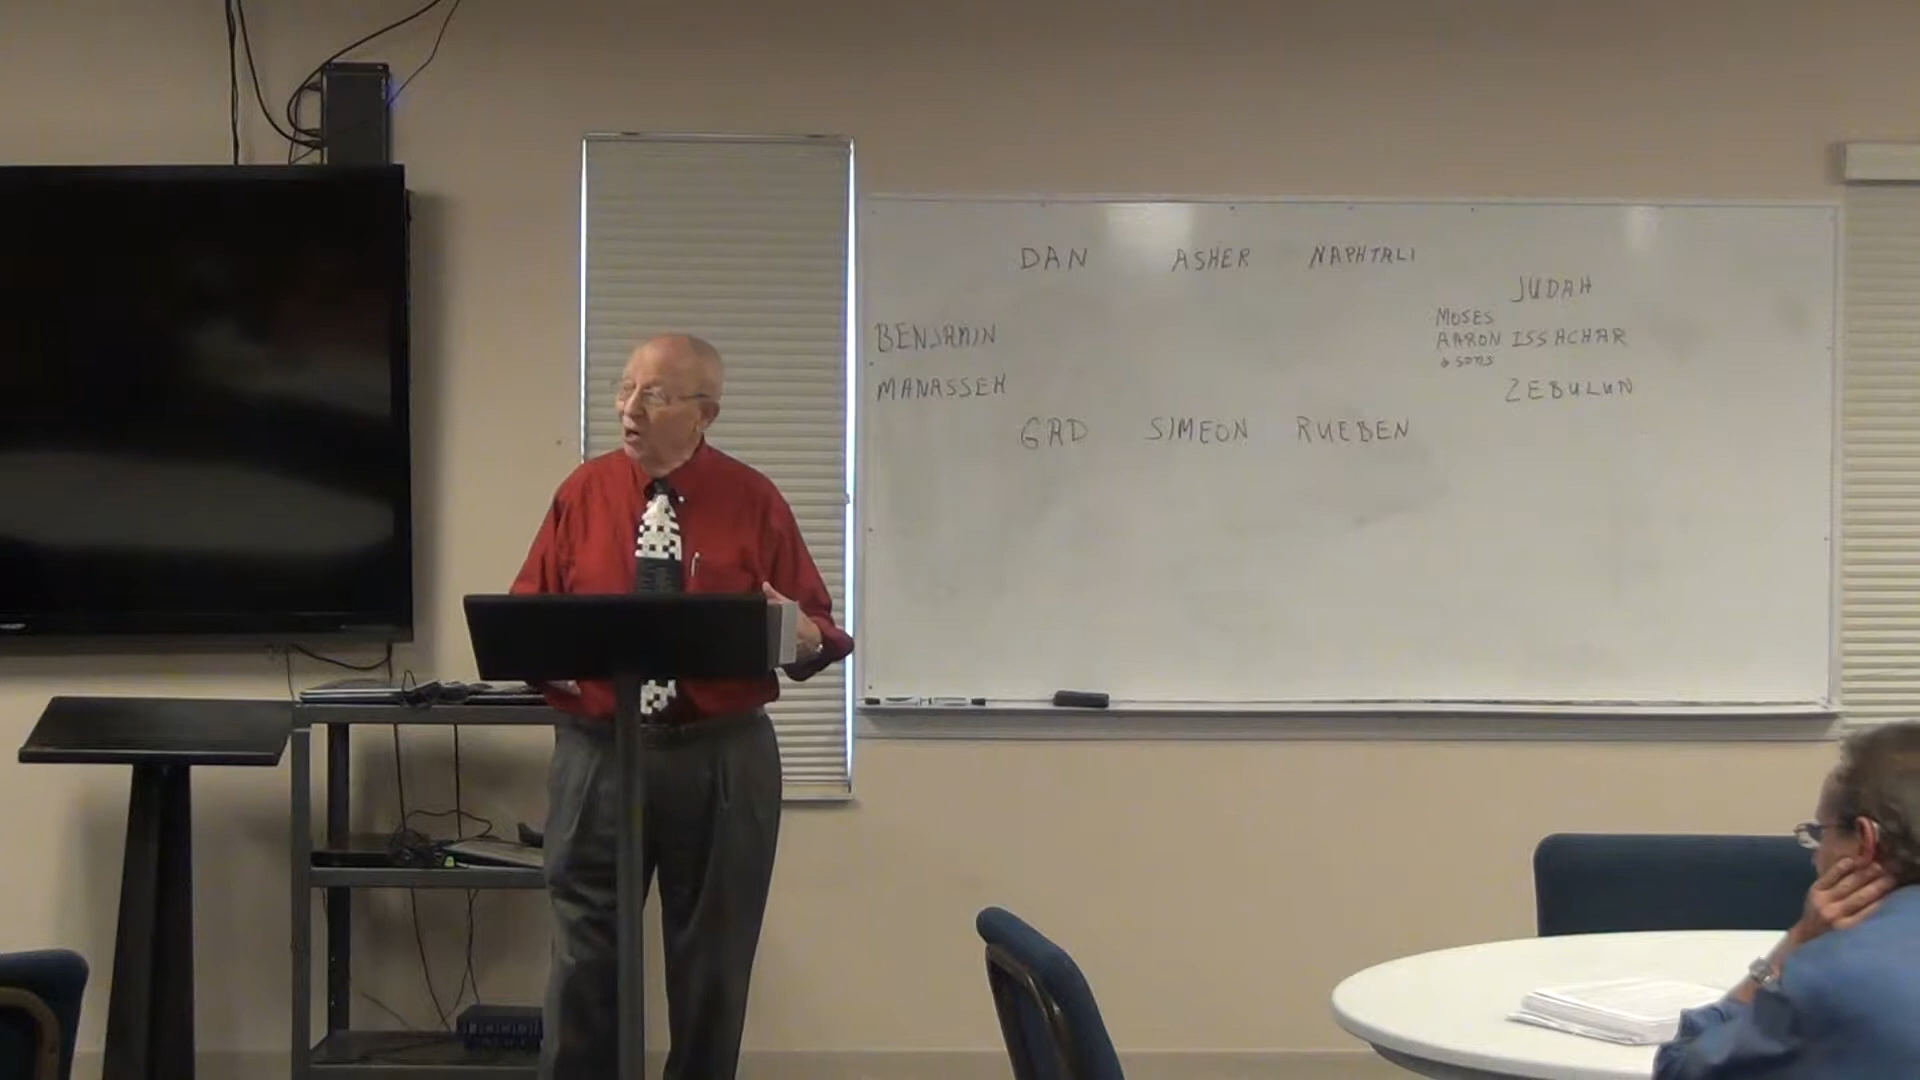 DAN ASHER NAPHTALI
JUDAH
MOSES
BENJAMIN AARON ISSACHAR
& SONS
MANASSEH ZEBULUN
GAD SIMEON RUEBEN